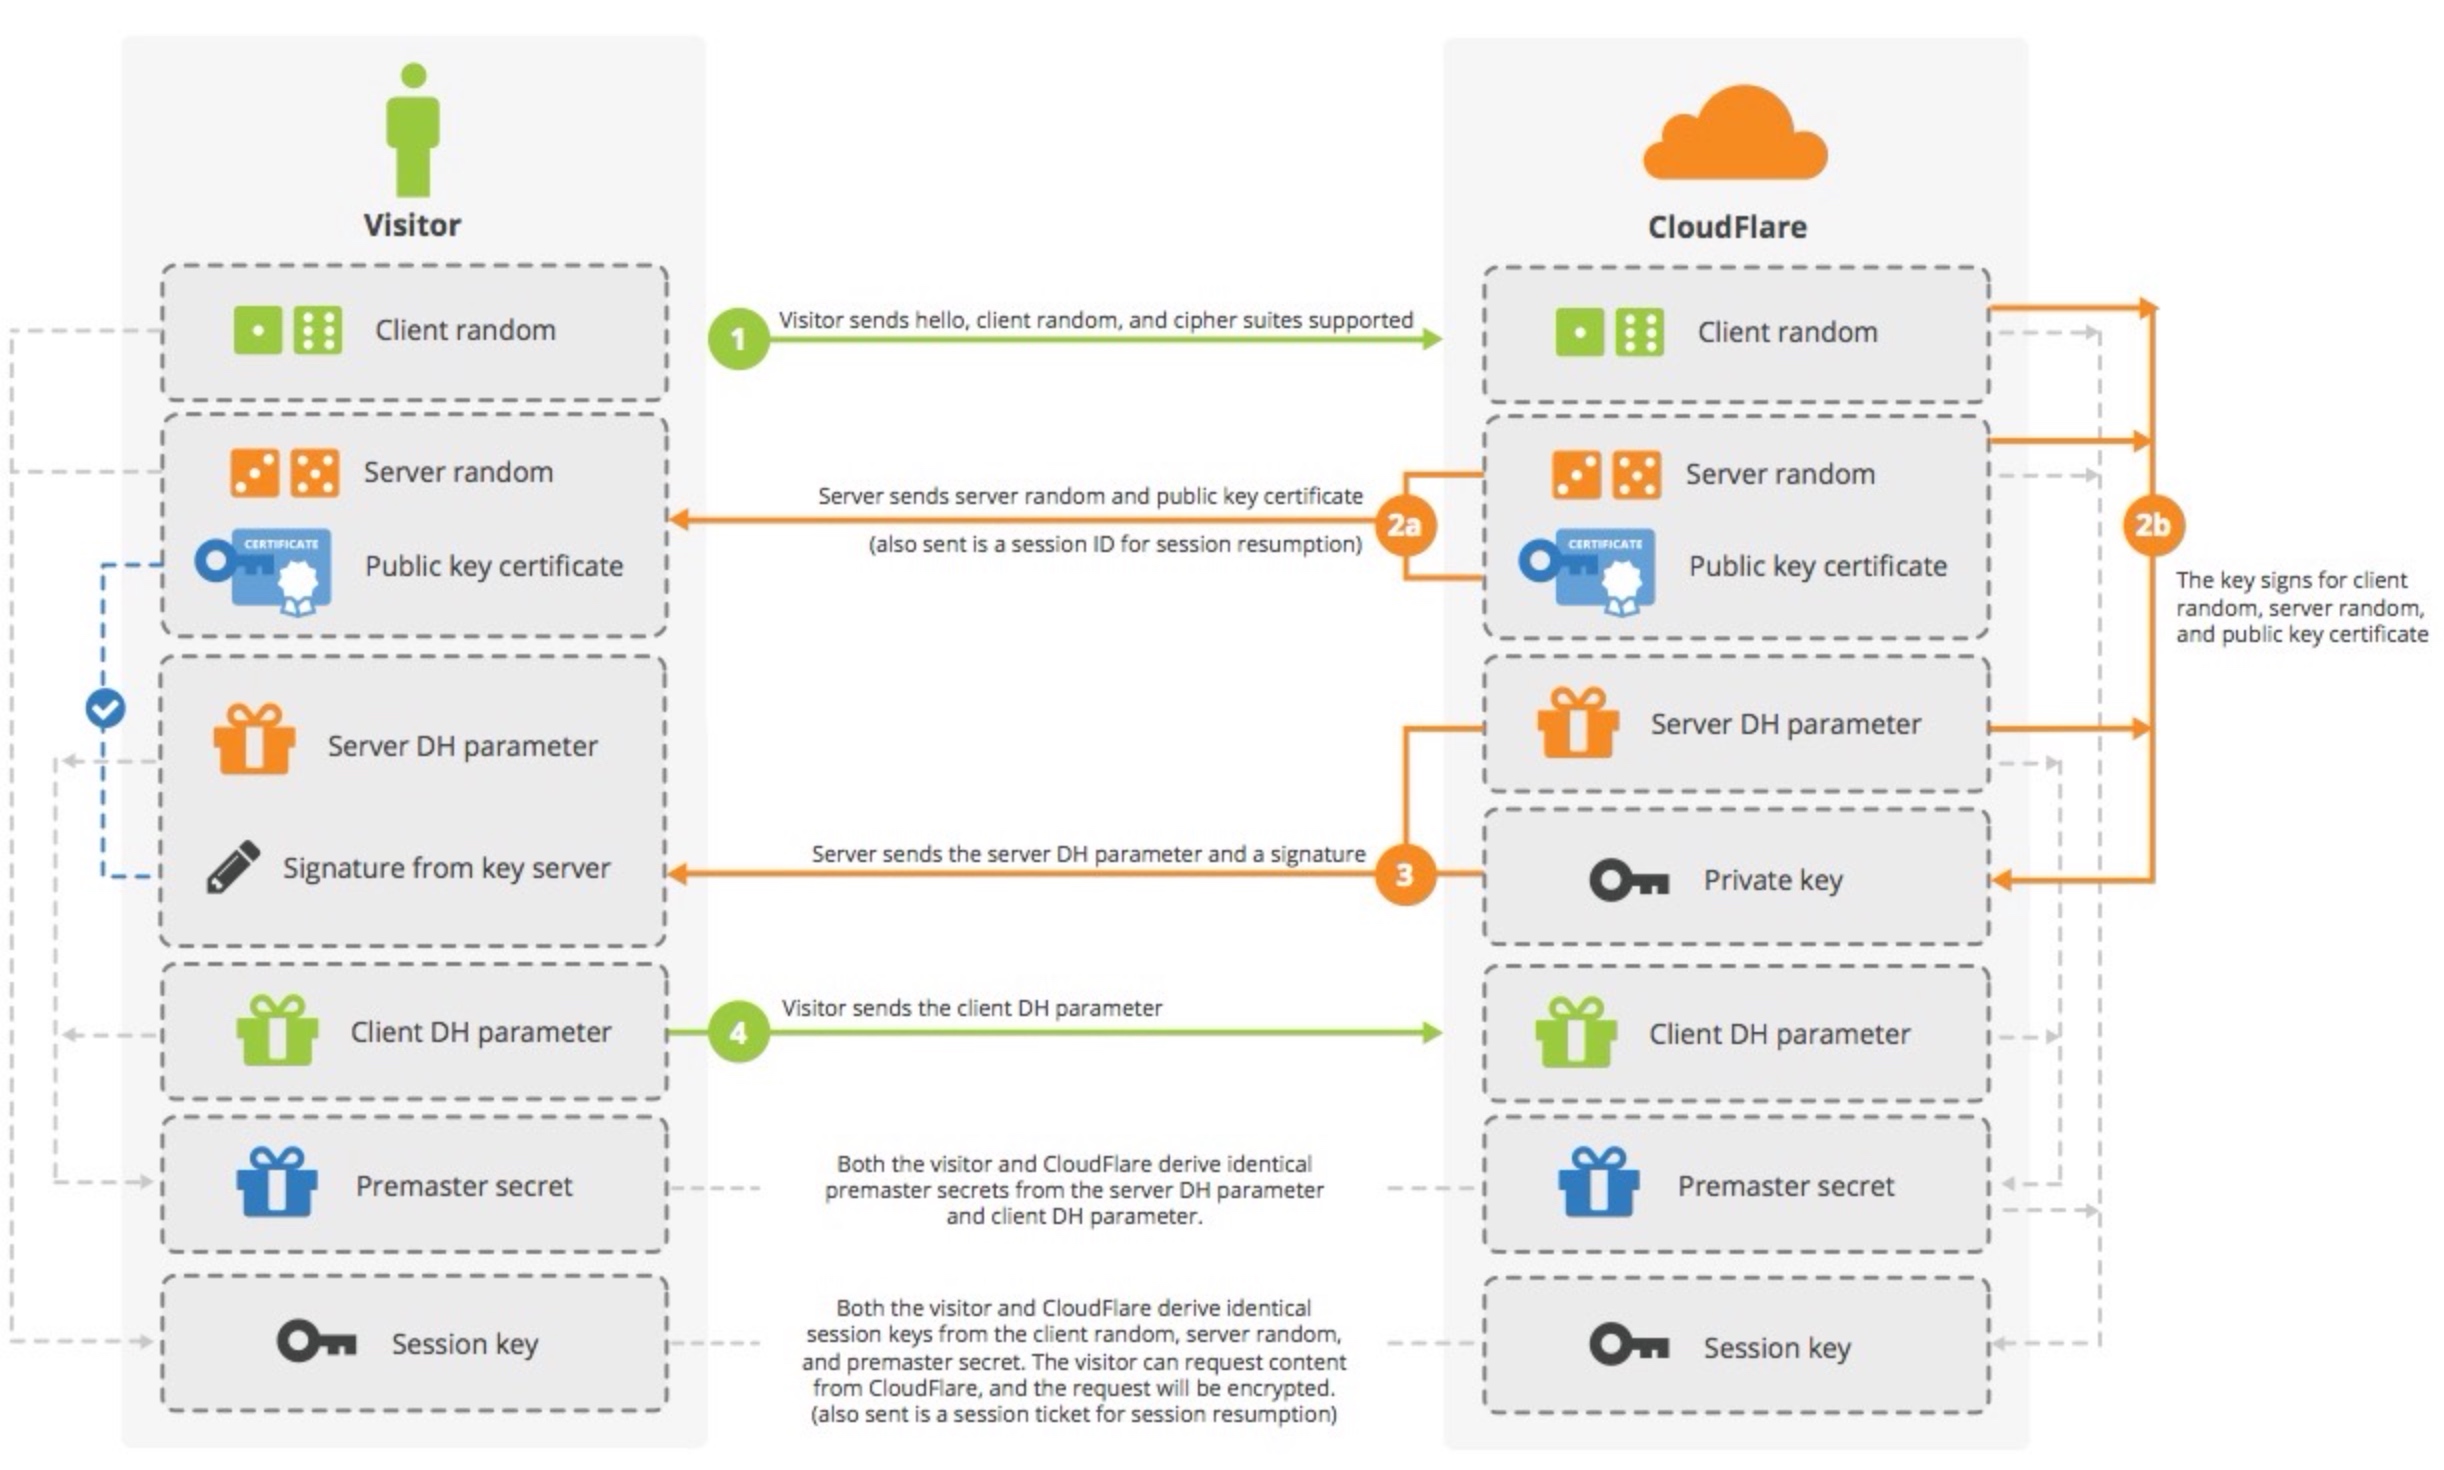 Visitor
CloudFlare
Client random
1
Visitor sends hello, client random, and cipher suites supported
Client random
Server random
Server sends server random and public key certificate
2a
(also sent is a session ID for session resumption)
Server random
2b
CERTIFICATE
Public key certificate
CERTIFICATE
Public key certificate
The key signs for client
random, server random,
and public key certificate
Server DH parameter
Server DH parameter
Signature from key server
Server sends the server DH parameter and a signature
3
Private key
Client DH parameter
4
Visitor sends the client DH parameter
Client DH parameter
Premaster secret
Both the visitor and CloudFlare derive identical
premaster secrets from the server DH parameter
and client DH parameter.
Premaster secret
Session key
Both the visitor and CloudFlare derive identical
session keys from the client random, server random,
and premaster secret. The visitor can request content
from CloudFlare, and the request will be encrypted.
(also sent is a session ticket for session resumption)
Session key